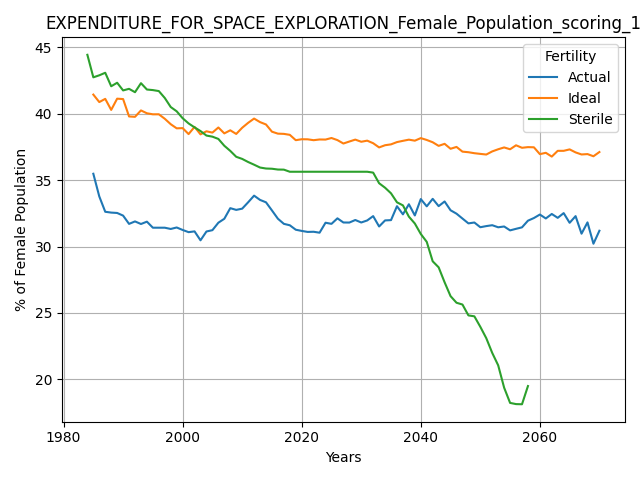 EXPENDITURE_FOR_SPACE_EXPLORATION_Female_Population_scoring_1
Fertility
Actual
Ideal
Sterile
% of Female Population
45
40
35
30
25
20
1980
2000
2020
2040
2060
Years